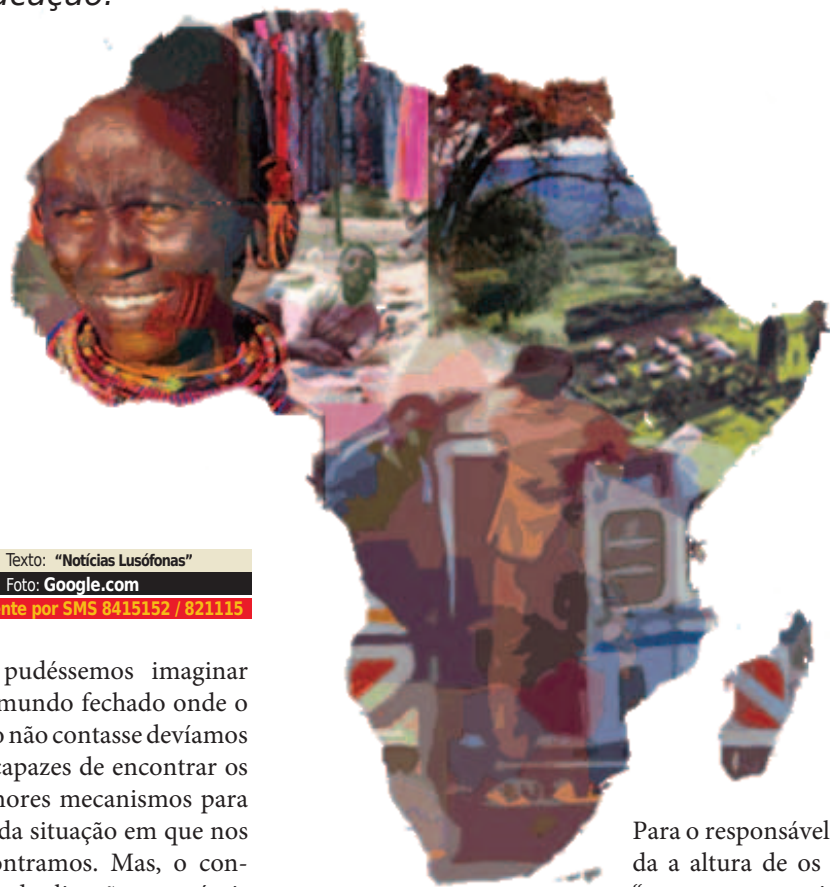 ucação.
Texto: “Notícias Lusófonas”
Foto: Google.com
nte por SMS 8415152 / 821115
pudéssemos imaginar
mundo fechado onde o
o não contasse devíamos
capazes de encontrar os
hores mecanismos para
da situação em que nos
ontramos. Mas, o con-
Para o responsável
da a altura de os